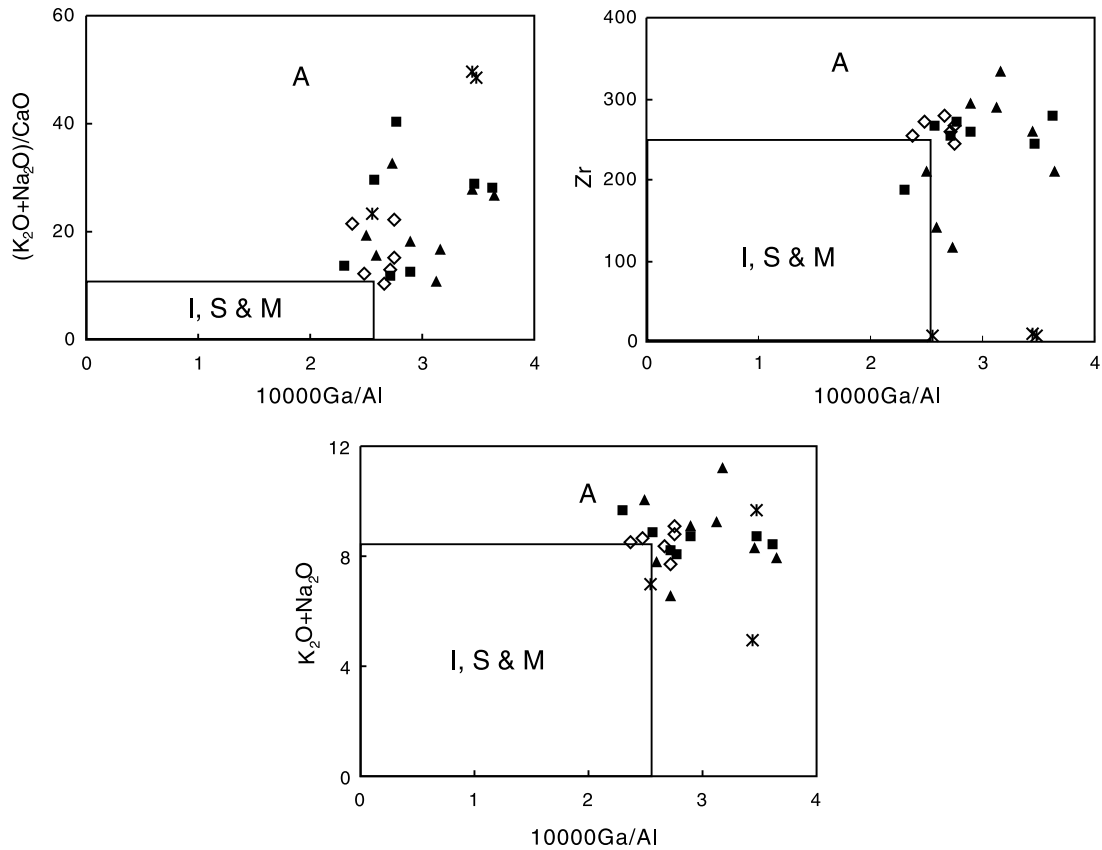 60
40
20
0
(K₂O+Na₂O)/CaO
A
I, S & M
0 1 2 3 4
10000Ga/Al
400
300
200
100
0
Zr
A
I, S & M
0 1 2 3 4
10000Ga/Al
12
8
4
0
K₂O+Na₂O
A
I, S & M
0 1 2 3 4
10000Ga/Al